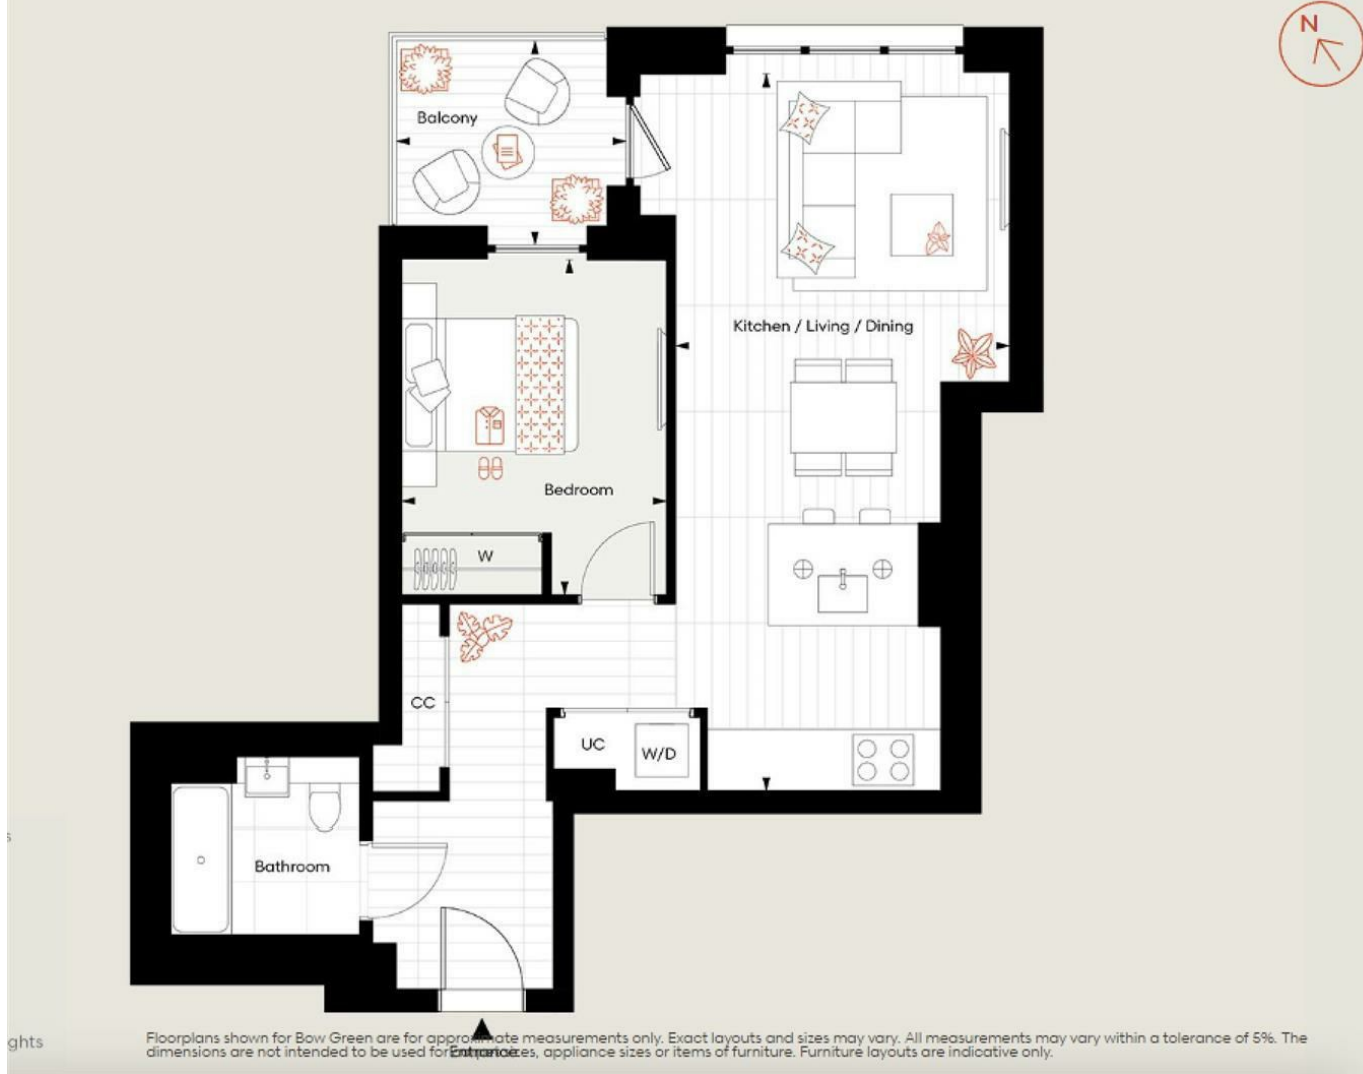 N
Balcony
Kitchen / Living / Dining
Bedroom
W
CC
UC
W/D
Bathroom
s
ghts
Floorplans shown for Bow Green are for approximate measurements only. Exact layouts and sizes may vary. All measurements may vary within a tolerance of 5%. The
dimensions are not intended to be used for sizes, appliance sizes or items of furniture. Furniture layouts are indicative only.
Entrance